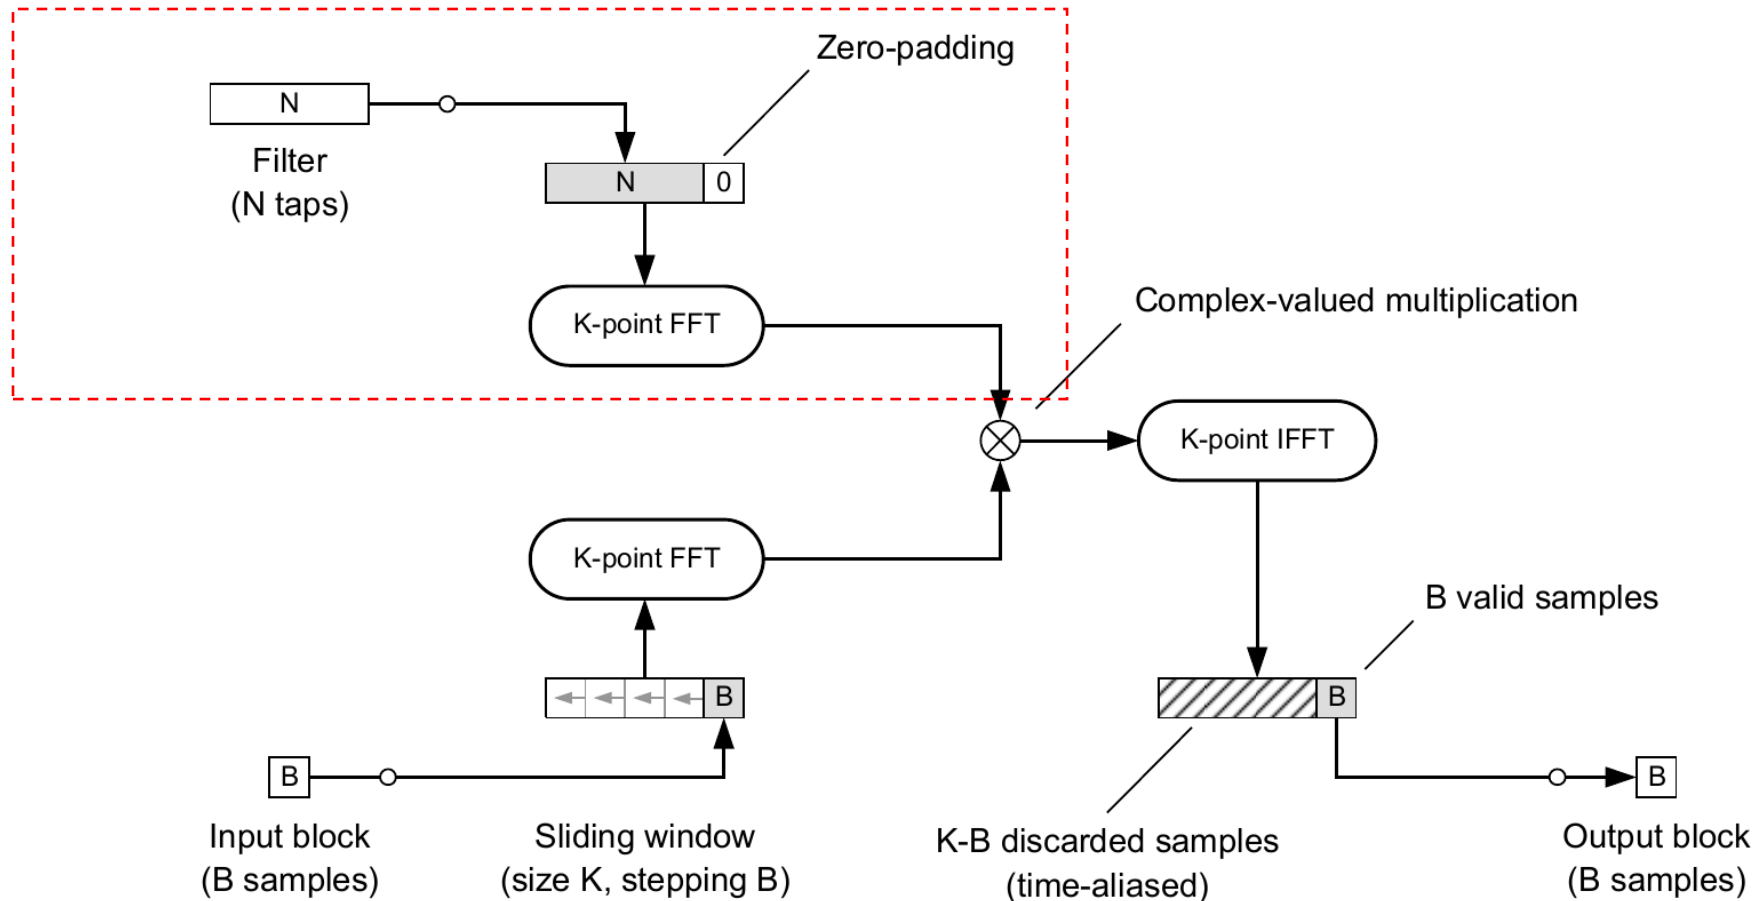 Zero-padding
N
Filter
(N taps)
N 0
K-point FFT
Complex-valued multiplication
K-point IFFT
K-point FFT
B valid samples
B
B
B
B
Input block
(B samples)
Sliding window
(size K, stepping B)
K-B discarded samples
(time-aliased)
Output block
(B samples)